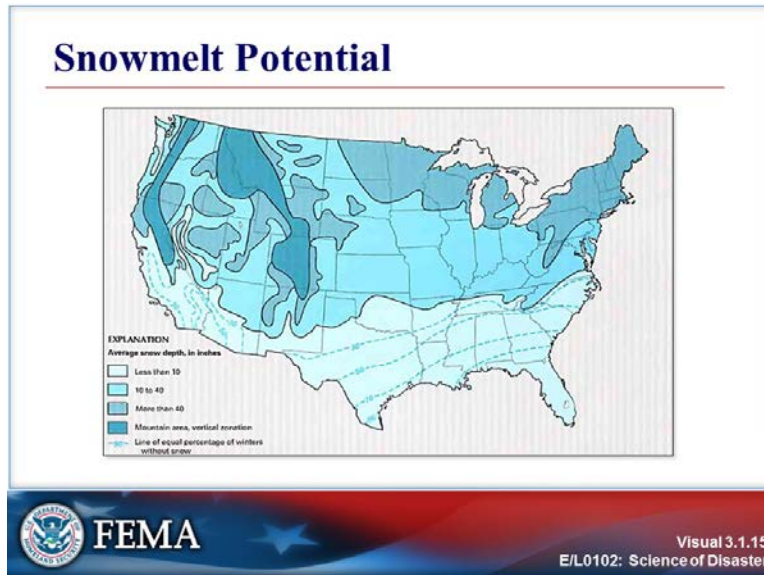 Snowmelt Potential
EXPLANATION
Average snow depth, in inches
Less than 10
10 to 40
More than 40
Mountain area, vertical zonation
Line of equal percentage of winters
without snow
FEMA
Visual 3.1.15
E/L0102: Science of Disaster